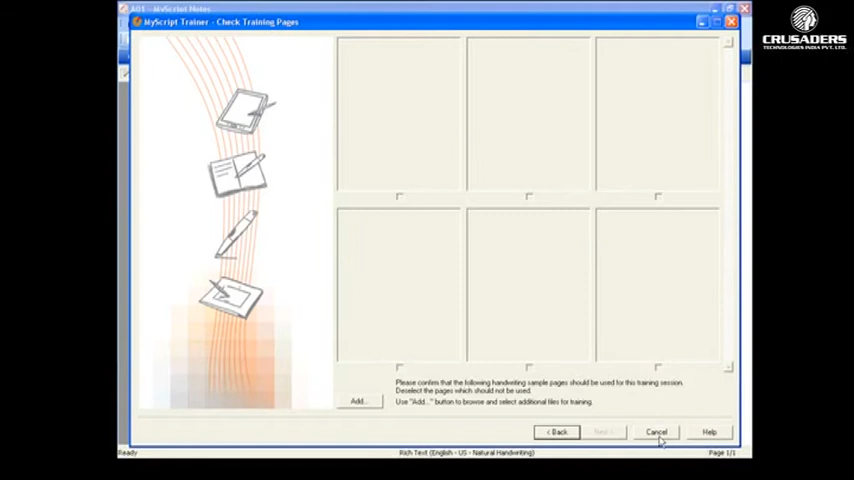 A01 - MyScript Notes
MyScript Trainer - Check Training Pages
CRUSADERS
TECHNOLOGIES INDIA PVT. LTD.
Please confirm that the following handwriting sample pages should be used for this training session.
Deselect the pages which should not be used.
Add...
Use "Add..." button to browse and select additional files for training.
< Back
Next >
Cancel
Help
Ready
Rich Text (English - US - Natural Handwriting)
Page 1/1